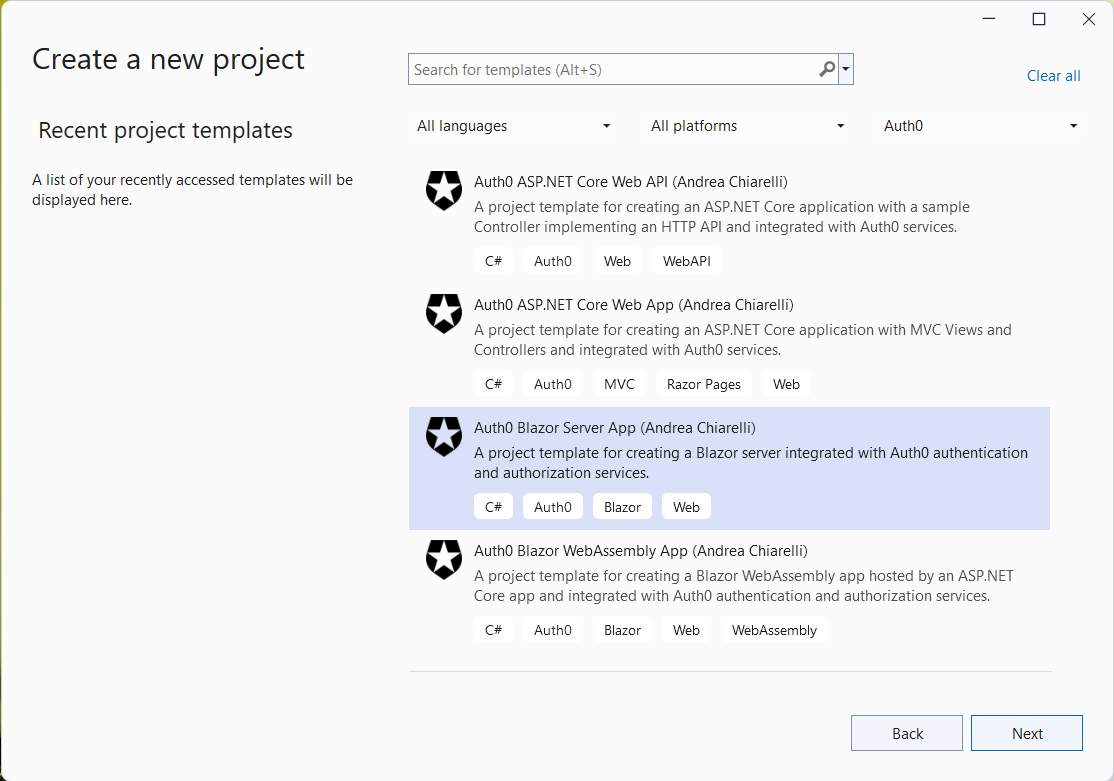 Create a new project
Search for templates (Alt+S)
Clear all
Recent project templates
A list of your recently accessed templates will be
displayed here.
All languages
All platforms
Auth0
Auth0 ASP.NET Core Web API (Andrea Chiarelli)
A project template for creating an ASP.NET Core application with a sample
Controller implementing an HTTP API and integrated with Auth0 services.
C# Auth0 Web WebAPI
Auth0 ASP.NET Core Web App (Andrea Chiarelli)
A project template for creating an ASP.NET Core application with MVC Views and
Controllers and integrated with Auth0 services.
C# Auth0 MVC Razor Pages Web
Auth0 Blazor Server App (Andrea Chiarelli)
A project template for creating a Blazor server integrated with Auth0 authentication
and authorization services.
C# Auth0 Blazor Web
Auth0 Blazor WebAssembly App (Andrea Chiarelli)
A project template for creating a Blazor WebAssembly app hosted by an ASP.NET
Core app and integrated with Auth0 authentication and authorization services.
C# Auth0 Blazor Web WebAssembly
Back
Next